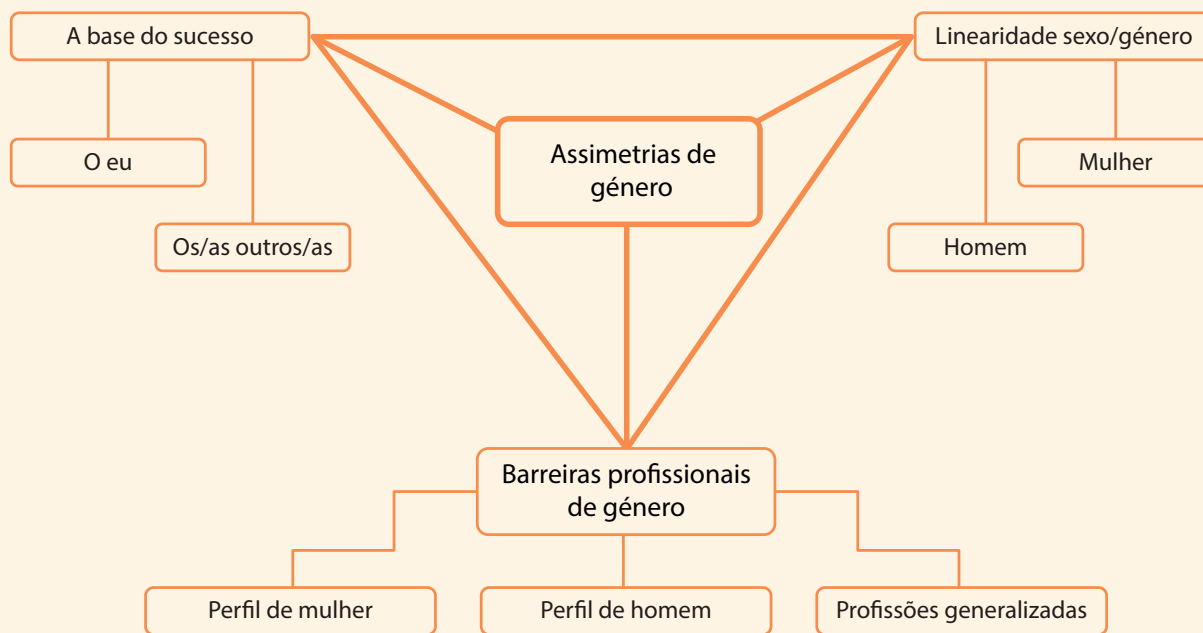 A base do sucesso
Linearidade sexo/género
O eu
Assimetrias de
género
Mulher
Os/as outros/as
Homem
Barreiras profissionais
de género
Perfil de mulher
Perfil de homem
Profissões generalizadas